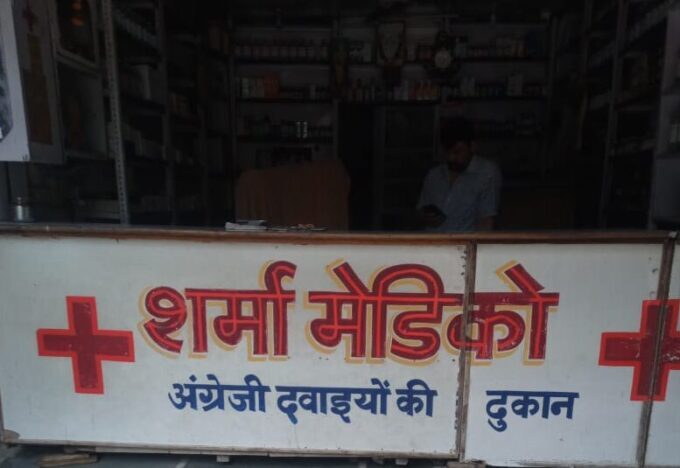 शर्मा मेडिको
अंग्रेजी दवाइयों की दुकान